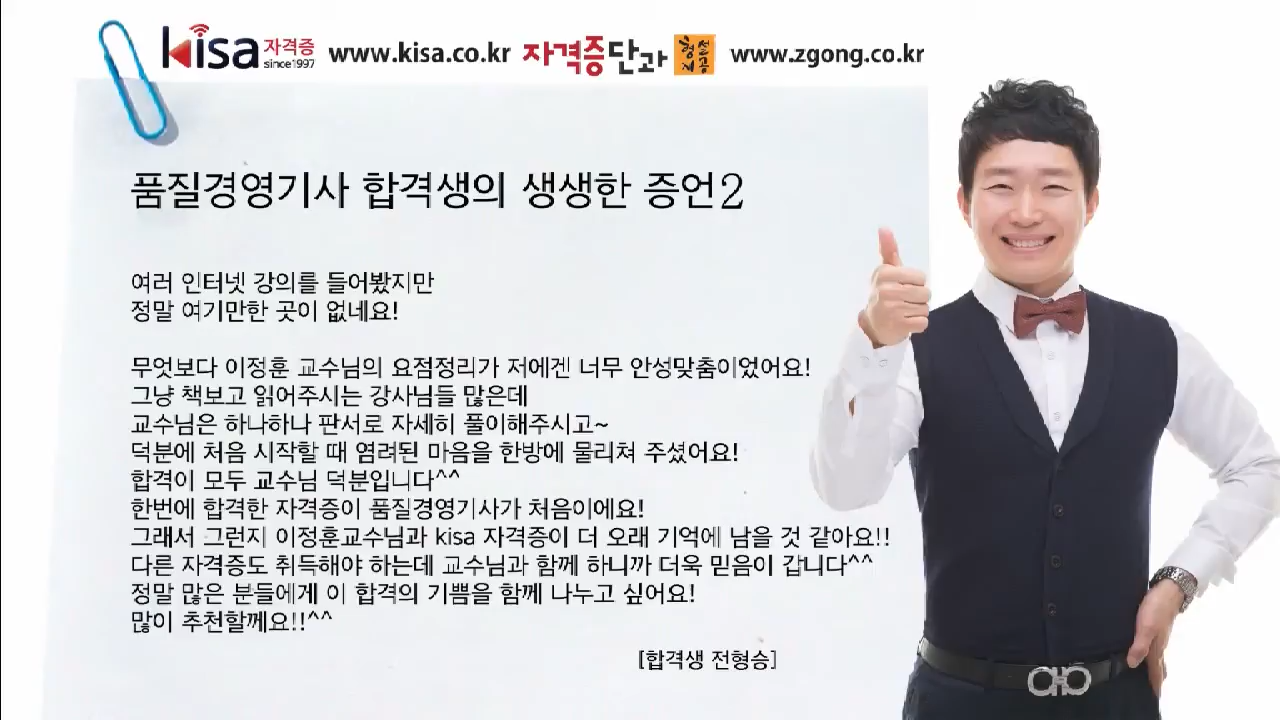 kisa 자격증 since1997 www.kisa.co.kr 자격증단과 형설제공 www.zgong.co.kr
품질경영기사 합격생의 생생한 증언2
여러 인터넷 강의를 들어봤지만
정말 여기만한 곳이 없네요!
무엇보다 이정훈 교수님의 요점정리가 저에겐 너무 안성맞춤이었어요!
그냥 책보고 읽어주시는 강사님들 많은데
교수님은 하나하나 판서로 자세히 풀이해주시고~
덕분에 처음 시작할 때 염려된 마음을 한방에 물리쳐 주셨어요!
합격이 모두 교수님 덕분입니다^^
한번에 합격한 자격증이 품질경영기사가 처음이에요!
그래서 그런지 이정훈교수님과 kisa 자격증이 더 오래 기억에 남을 것 같아요!!
다른 자격증도 취득해야 하는데 교수님과 함께 하니까 더욱 믿음이 갑니다^^
정말 많은 분들에게 이 합격의 기쁨을 함께 나누고 싶어요!
많이 추천할께요!!^^
[합격생 전형승]